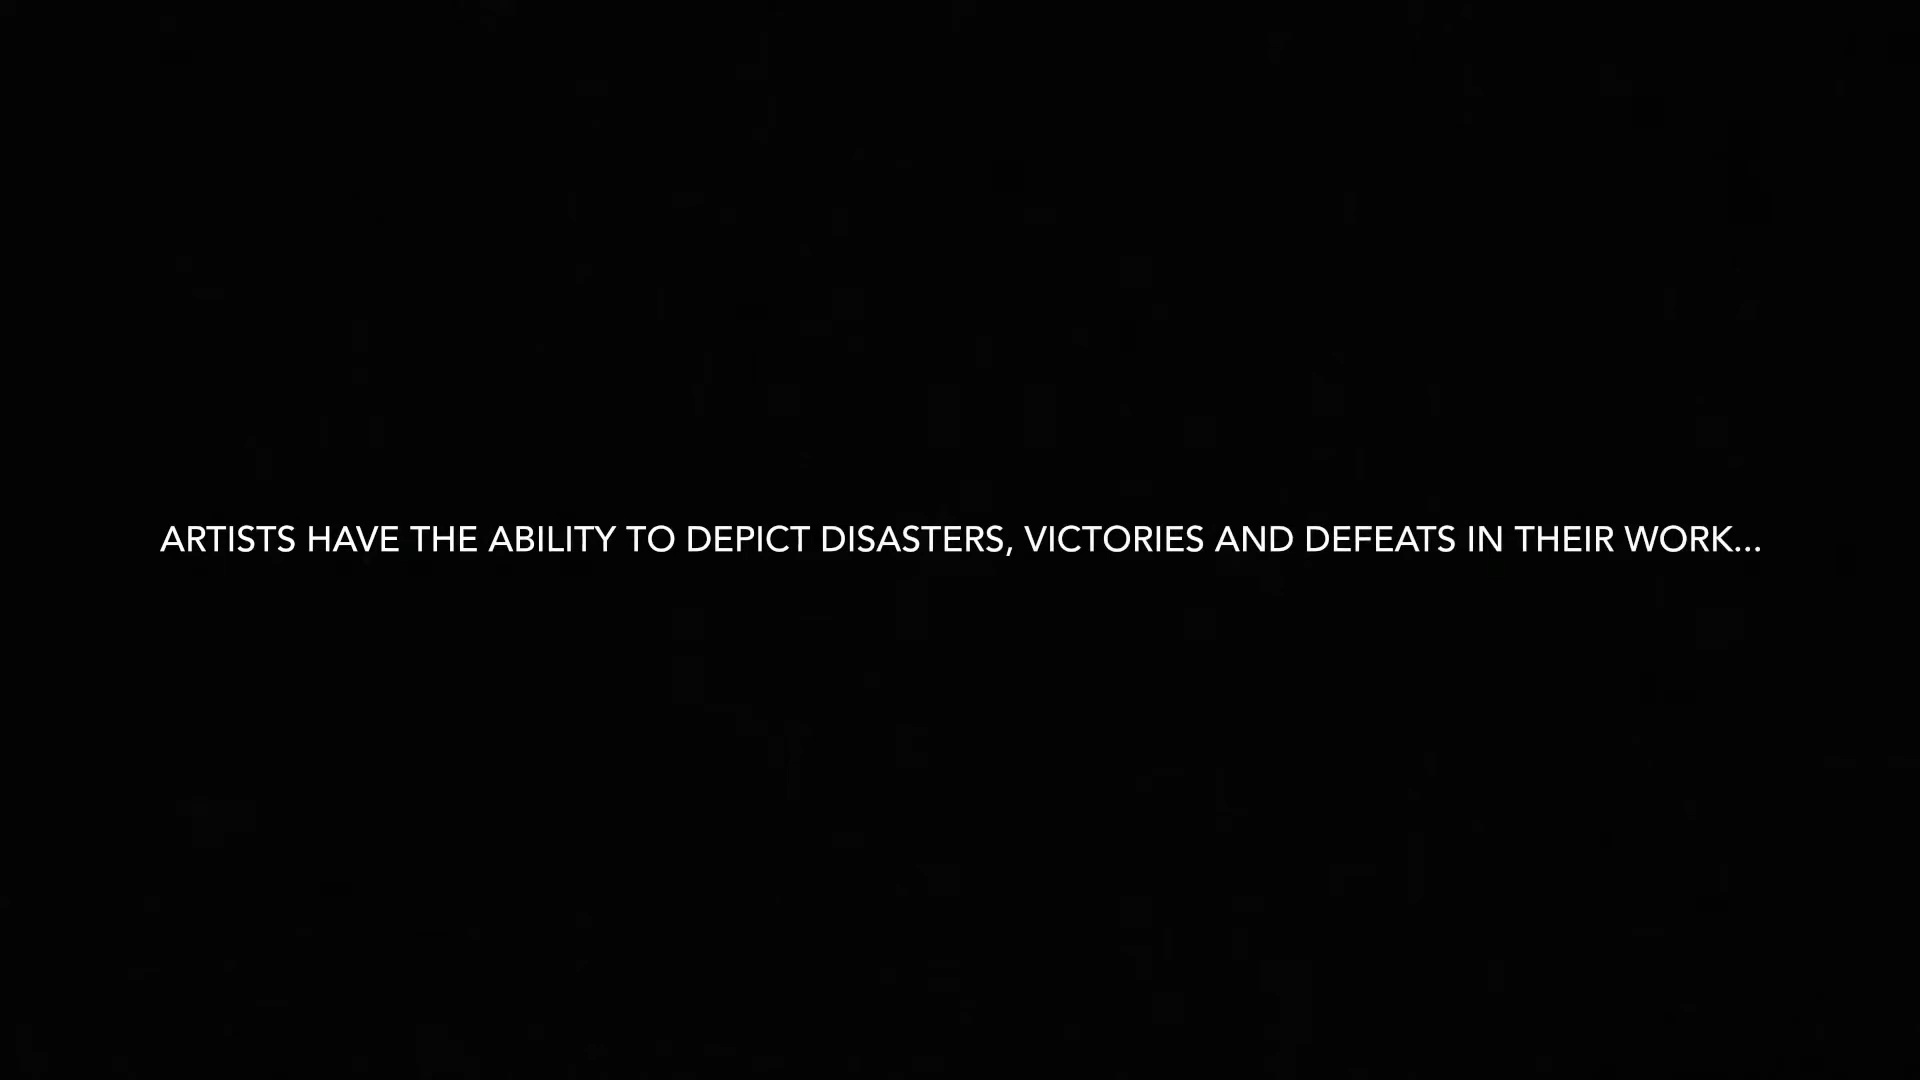 ARTISTS HAVE THE ABILITY TO DEPICT DISASTERS, VICTORIES AND DEFEATS IN THEIR WORK...